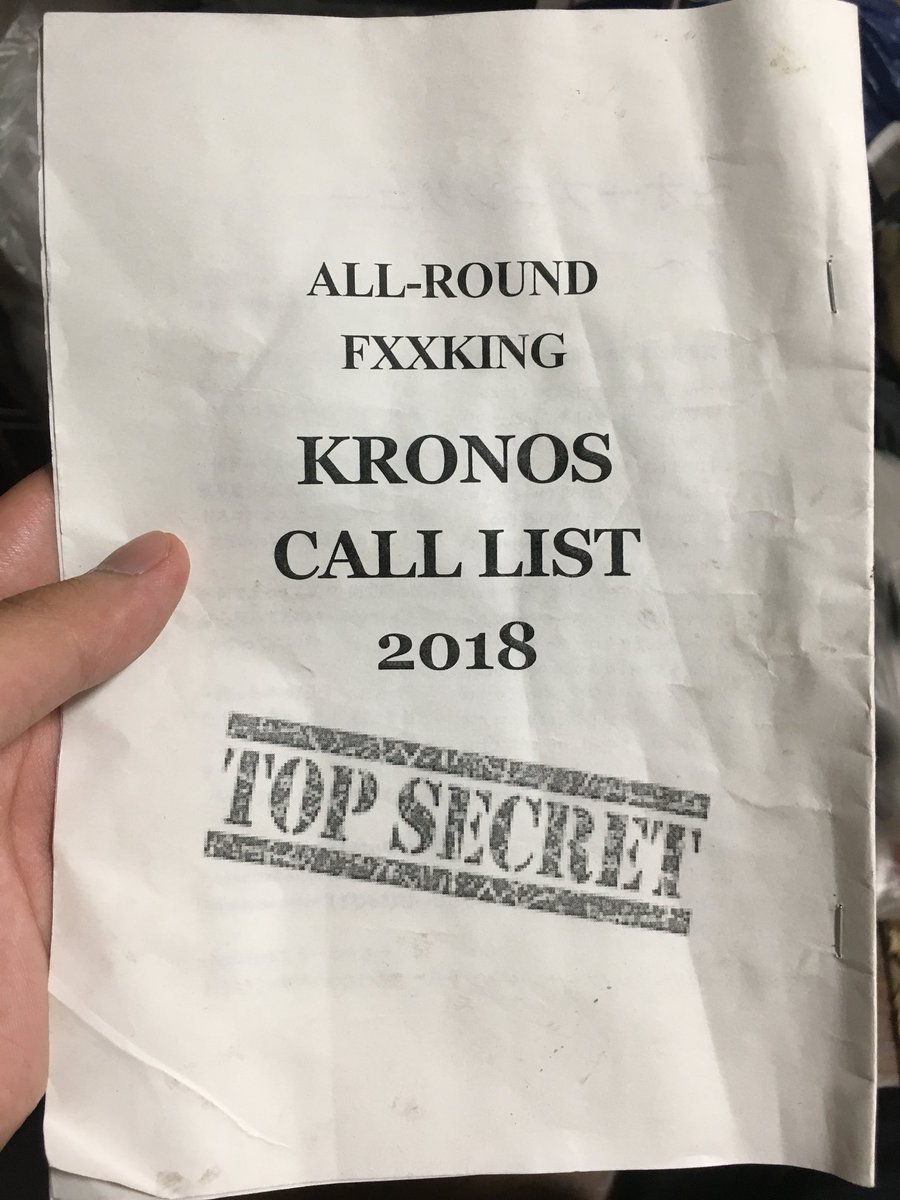 ALL-ROUND
FXXKING
KRONOS
CALL LIST
2018
TOP SECRET